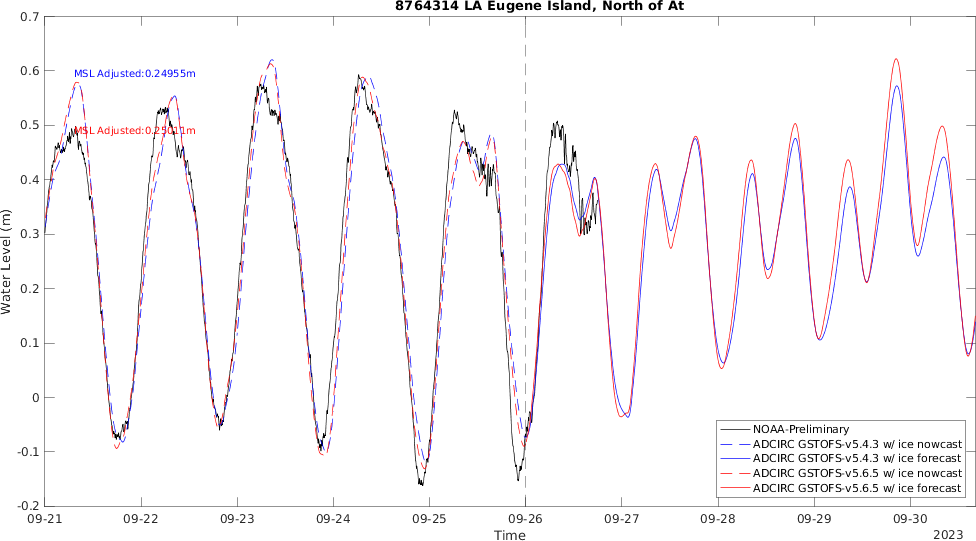 8764314 LA Eugene Island, North of At
0.7
0.6
0.5
0.4
0.3
0.2
0.1
0
-0.1
-0.2
Water Level (m)
MSL Adjusted:0.24955m
MSL Adjusted:0.25011m
NOAA-Preliminary
ADCIRC GSTOFS-v5.4.3 w/ ice nowcast
ADCIRC GSTOFS-v5.4.3 w/ ice forecast
ADCIRC GSTOFS-v5.6.5 w/ ice nowcast
ADCIRC GSTOFS-v5.6.5 w/ ice forecast
09-21 09-22 09-23 09-24 09-25 09-26 09-27 09-28 09-29 09-30
Time
2023